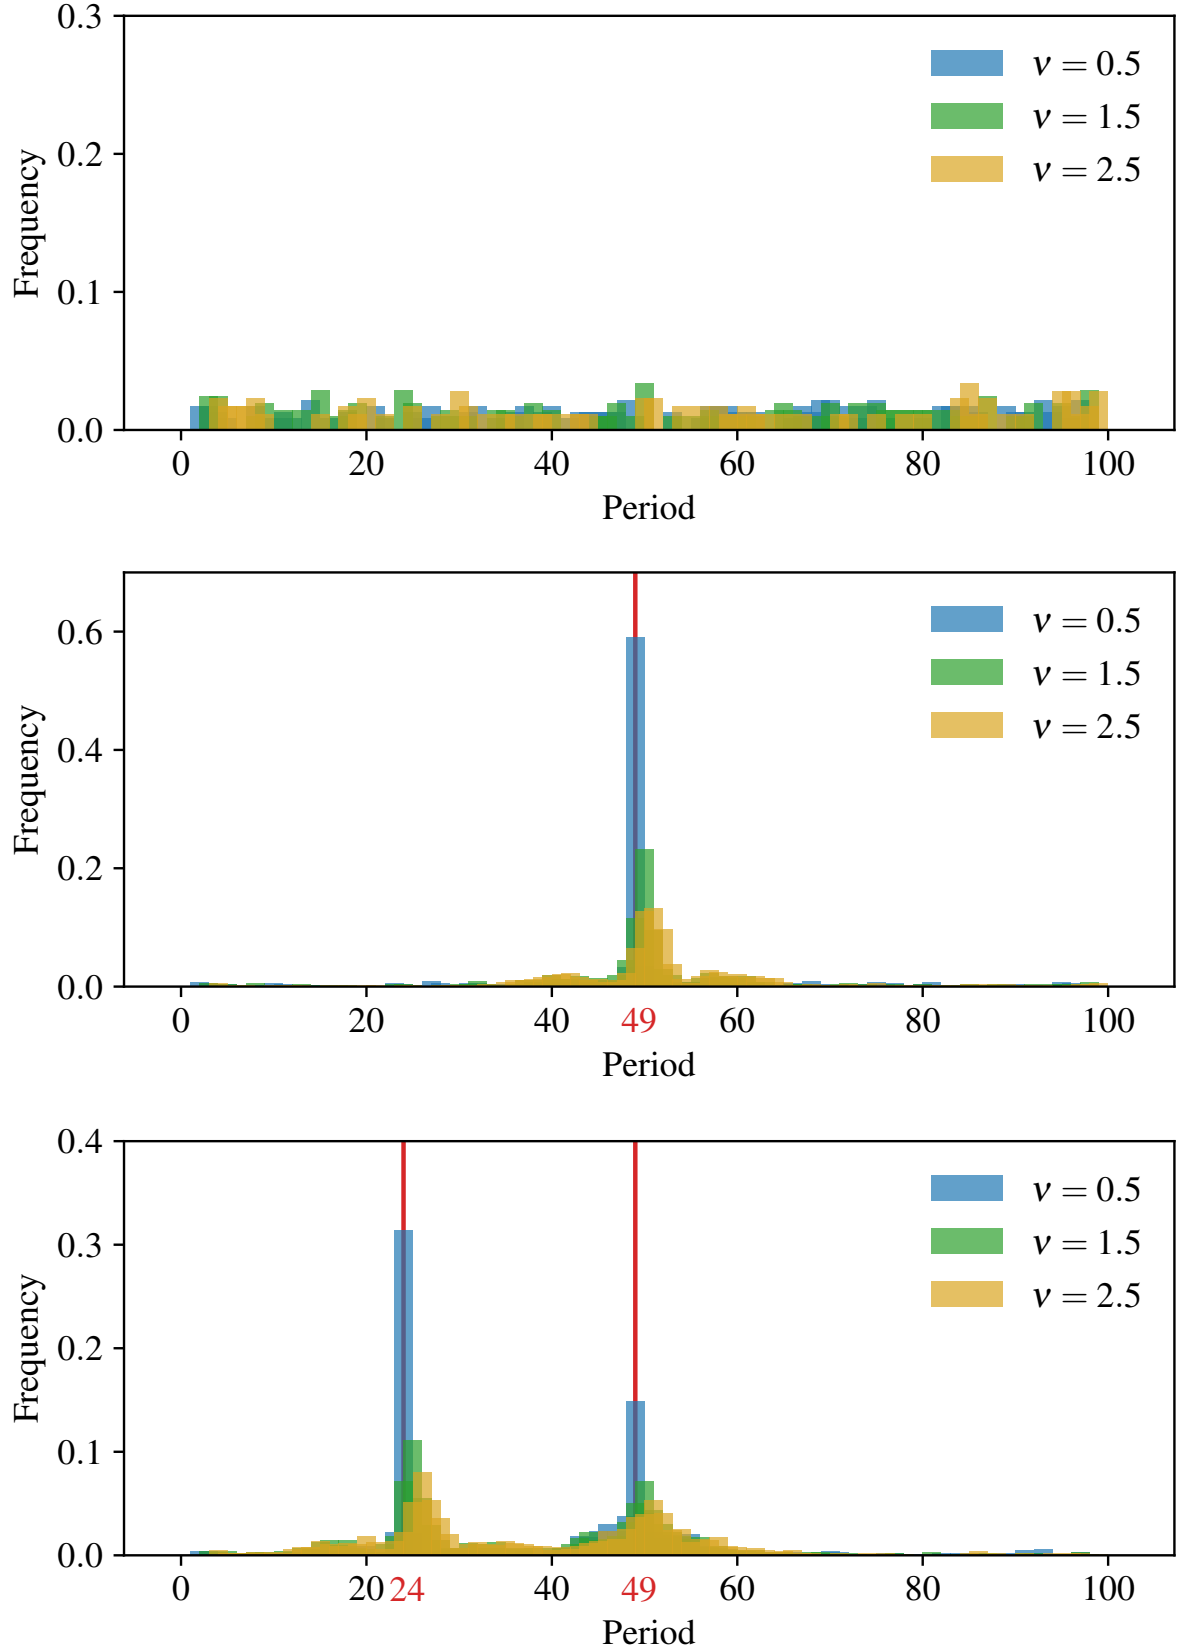 0.3
0.2
0.1
0.0
Frequency
ν = 0.5
ν = 1.5
ν = 2.5
0 20 40 60 80 100
Period
0.6
0.4
0.2
0.0
Frequency
ν = 0.5
ν = 1.5
ν = 2.5
0 20 40 49 60 80 100
Period
0.4
0.3
0.2
0.1
0.0
Frequency
ν = 0.5
ν = 1.5
ν = 2.5
0 20 24 40 49 60 80 100
Period